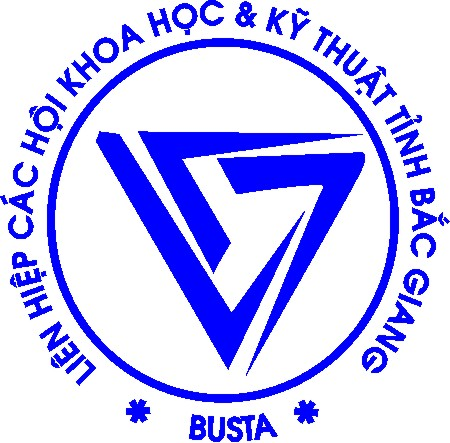 LIÊN HIỆP CÁC HỘI KHOA HỌC & KỸ THUẬT TỈNH BẮC GIANG
* BUSTA *